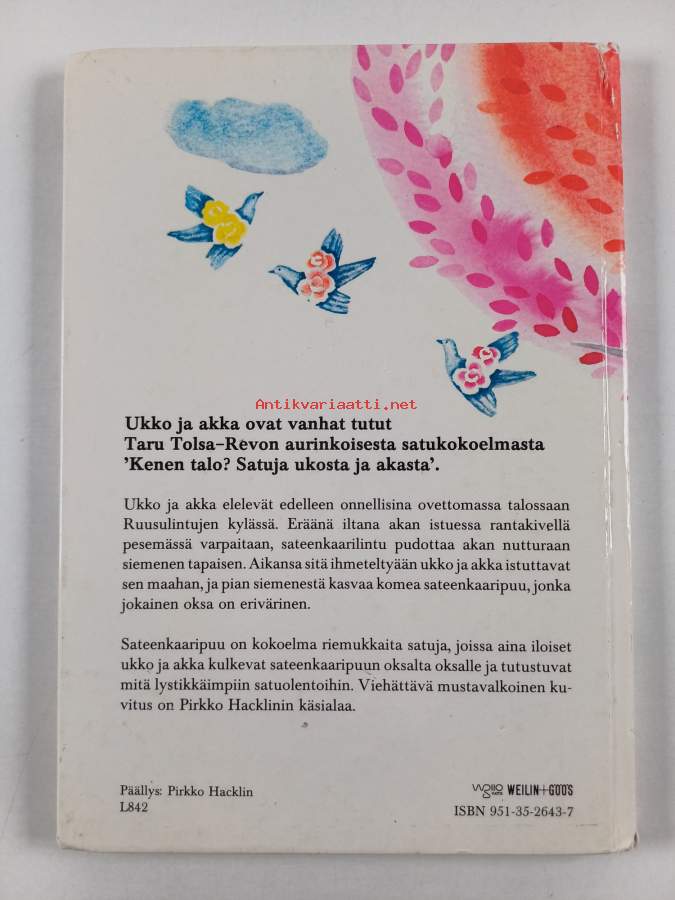 Antikvariaatti.net
Ukko ja akka ovat vanhat tutut
Taru Tolsa-Revon aurinkoisesta satukokoelmasta
'Kenen talo? Satuja ukosta ja akasta'.
Ukko ja akka elelevät edelleen onnellisina ovettomassa talossaan
Ruusulintujen kylässä. Eräänä iltana akan istuessa rantakivellä
pesemässä varpaitaan, sateenkaarilintu pudottaa akan nutturaan
siemenen tapaisen. Aikansa sitä ihmeteltyään ukko ja akka istuttavat
sen maahan, ja pian siemenestä kasvaa komea sateenkaaripuu, jonka
jokainen oksa on erivärinen.
Sateenkaaripuu on kokoelma riemukkaita satuja, joissa aina iloiset
ukko ja akka kulkevat sateenkaaripuun oksalta oksalle ja tutustuvat
mitä lystikkäimpiin satuolentoihin. Viehättävä mustavalkoinen ku-
vitus on Pirkko Hacklinin käsialaa.
Päällys: Pirkko Hacklin
L842
WEILIN+GÖÖS
ISBN 951-35-2643-7